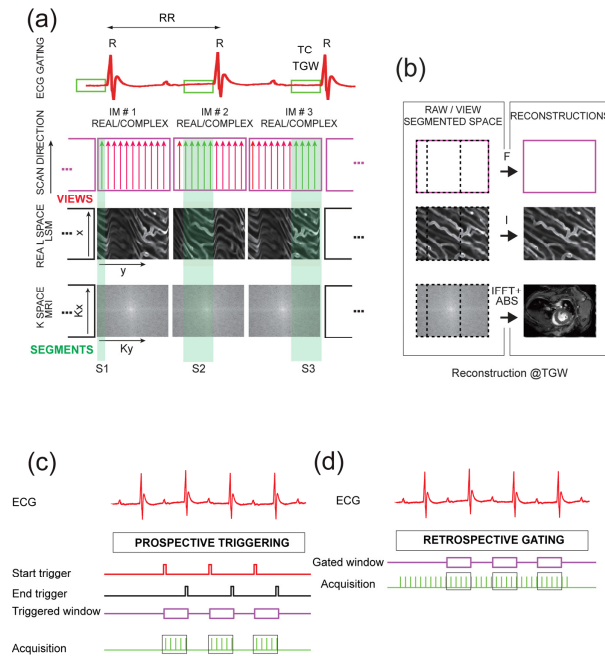 (a)
RR
R
R
R
ECG GATING
TC
TGW
IM # 1
REAL/COMPLEX
IM # 2
REAL/COMPLEX
IM # 3
REAL/COMPLEX
SCAN DIRECTION
VIEWS
REA L SPACE
LSM
x
y
K SPACE
MRI
Kx
Ky
SEGMENTS
S1
S2
S3
(b)
RAW / VIEW
SEGMENTED SPACE
RECONSTRUCTIONS
F
I
IFFT+
ABS
Reconstruction @TGW
(c)
ECG
PROSPECTIVE TRIGGERING
Start trigger
End trigger
Triggered window
Acquisition
(d)
ECG
RETROSPECTIVE GATING
Gated window
Acquisition